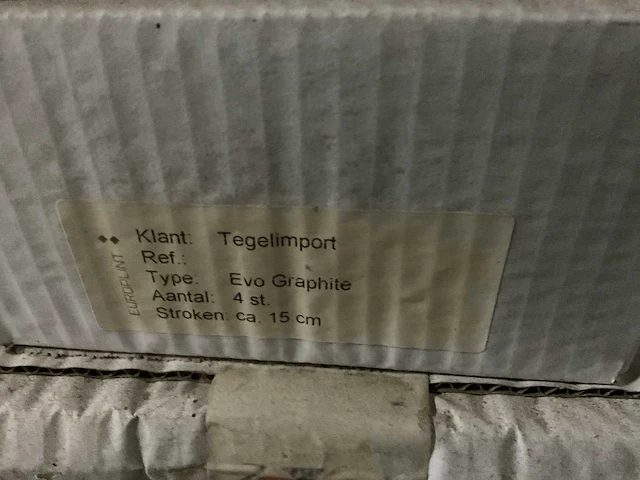 Klant: Tegelimport
Ref.:
Type: Evo Graphite
Aantal: 4 st.
Stroken: ca. 15 cm
EUROPLINT